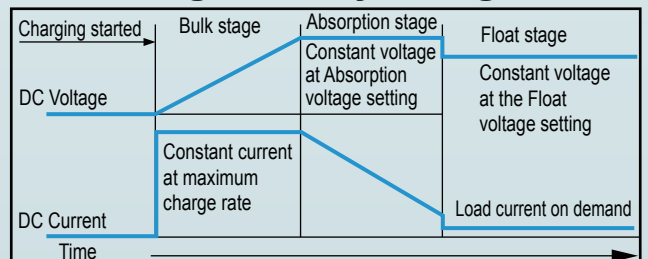 Charging started
Bulk stage
Absorption stage
Float stage
DC Voltage
Constant voltage
at Absorption
voltage setting
Constant voltage
at the Float
voltage setting
Constant current
at maximum
charge rate
DC Current
Load current on demand
Time